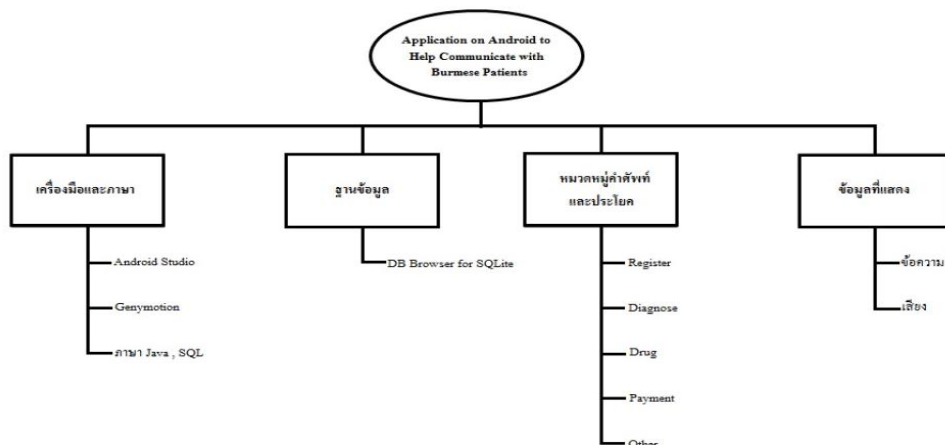 Application on Android to
Help Communicate with
Burmese Patients
เครื่องมือและภาษา
ฐานข้อมูล
หมวดหมู่คำศัพท์
และประโยค
ข้อมูลที่แสดง
Android Studio
Genymotion
ภาษา Java , SQL
DB Browser for SQLite
Register
Diagnose
Drug
Payment
Other
ข้อความ
เสียง